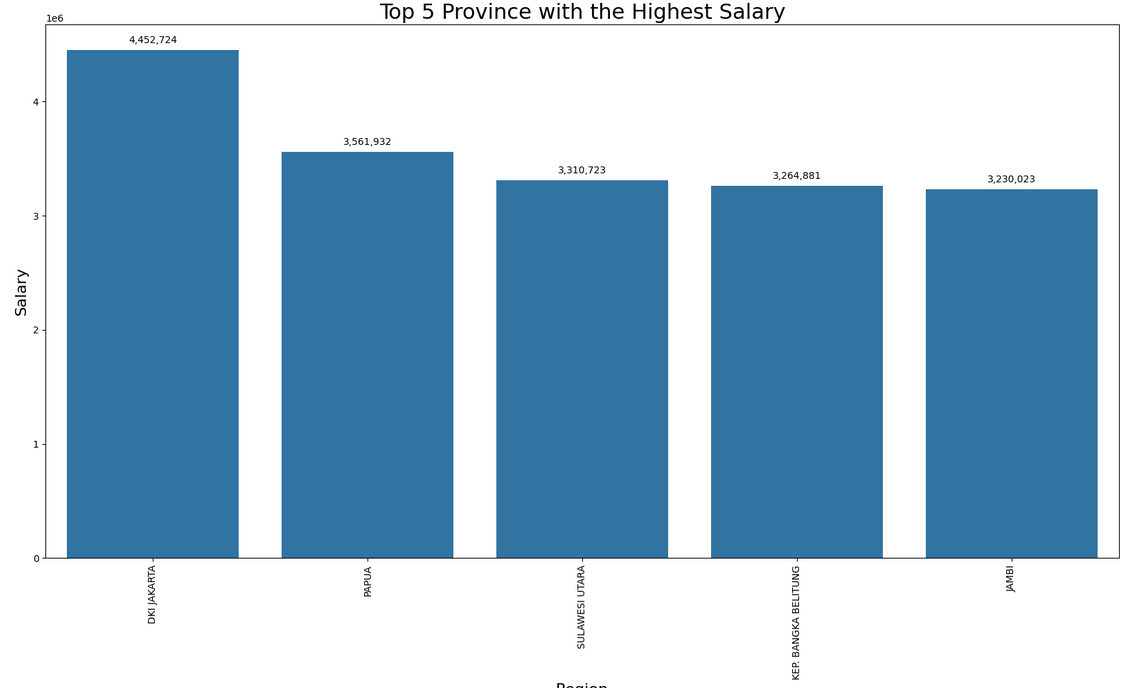 Top 5 Province with the Highest Salary
1e6
4,452,724
3,561,932
3,310,723
3,264,881
3,230,023
4
3
2
1
0
Salary
DKI JAKARTA
PAPUA
SULAWESI UTARA
KEP. BANGKA BELITUNG
JAMBI
Region